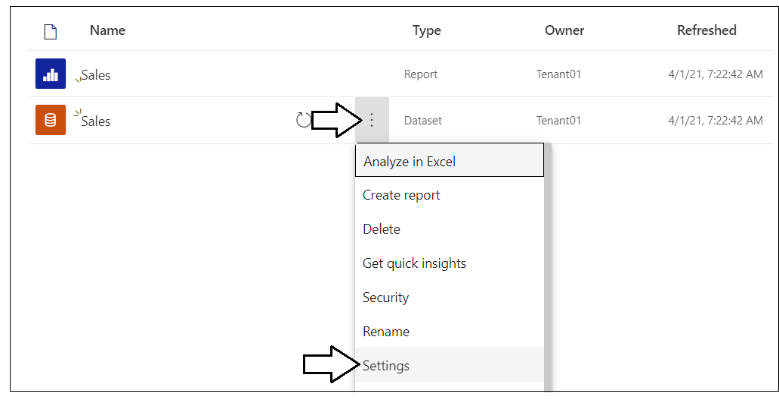 Name Type Owner Refreshed
Sales Report Tenant01 4/1/21, 7:22:42 AM
Sales Dataset Tenant01 4/1/21, 7:22:42 AM
Analyze in Excel
Create report
Delete
Get quick insights
Security
Rename
Settings